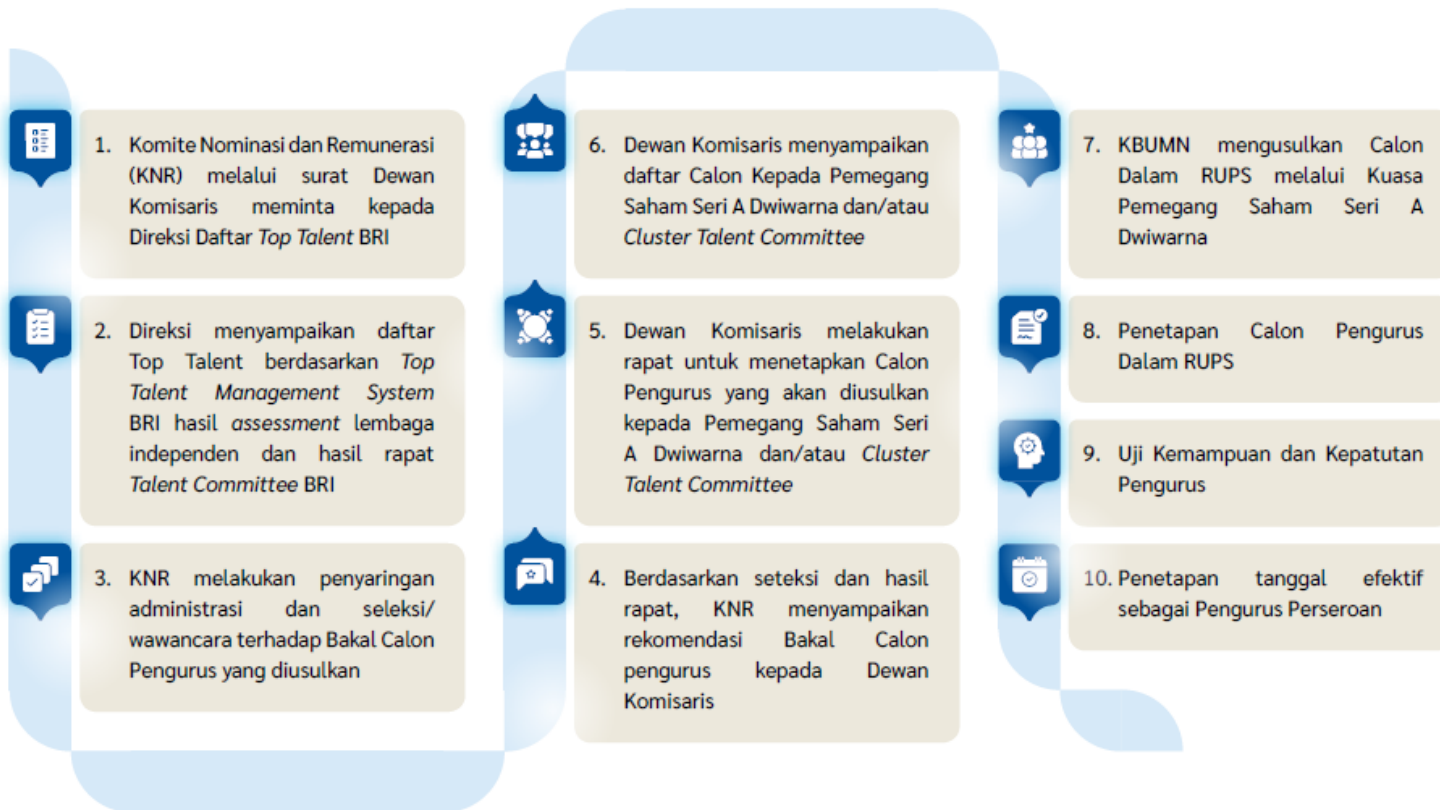 1. Komite Nominasi dan Remunerasi
(KNR) melalui surat Dewan
Komisaris meminta kepada
Direksi Daftar Top Talent BRI
2. Direksi menyampaikan daftar
Top Talent berdasarkan Top
Talent Management System
BRI hasil assessment lembaga
independen dan hasil rapat
Talent Committee BRI
3. KNR melakukan penyaringan
administrasi dan seleksi/
wawancara terhadap Bakal Calon
Pengurus yang diusulkan
4. Berdasarkan seteksi dan hasil
rapat, KNR menyampaikan
rekomendasi Bakal Calon
pengurus kepada Dewan
Komisaris
5. Dewan Komisaris melakukan
rapat untuk menetapkan Calon
Pengurus yang akan diusulkan
kepada Pemegang Saham Seri
A Dwiwarna dan/atau Cluster
Talent Committee
6. Dewan Komisaris menyampaikan
daftar Calon Kepada Pemegang
Saham Seri A Dwiwarna dan/atau
Cluster Talent Committee
7. KBUMN mengusulkan Calon
Dalam RUPS melalui Kuasa
Pemegang Saham Seri A
Dwiwarna
8. Penetapan Calon Pengurus
Dalam RUPS
9. Uji Kemampuan dan Kepatutan
Pengurus
10. Penetapan tanggal efektif
sebagai Pengurus Perseroan